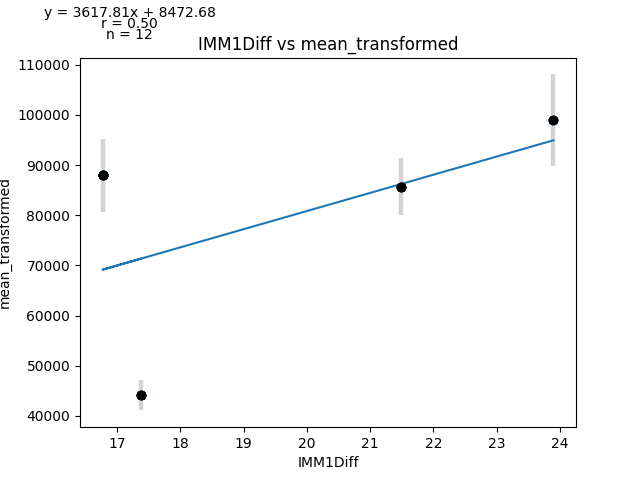 y = 3617.81x + 8472.68
r = 0.50
n = 12
IMM1Diff vs mean_transformed
110000
100000
90000
80000
70000
60000
50000
40000
mean_transformed
17 18 19 20 21 22 23 24
IMM1Diff